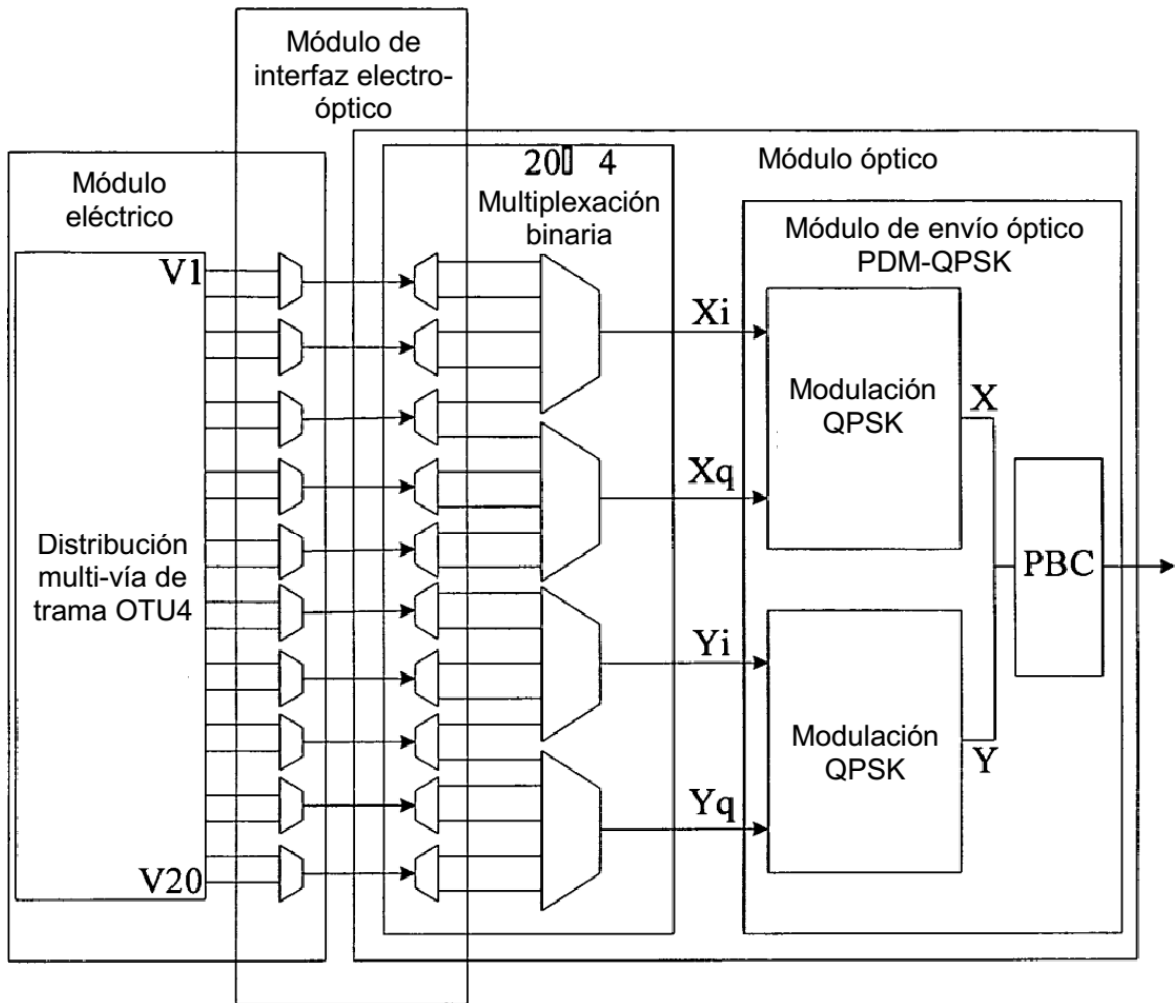 Módulo de
interfaz electro-
óptico
Módulo óptico
Módulo
eléctrico
20 4
Multiplexación
binaria
Módulo de envío óptico
PDM-QPSK
V1
Xi
Modulación
QPSK
X
Xq
Distribución
multi-vía de
trama OTU4
PBC
Yi
Modulación
QPSK
Y
Yq
V20